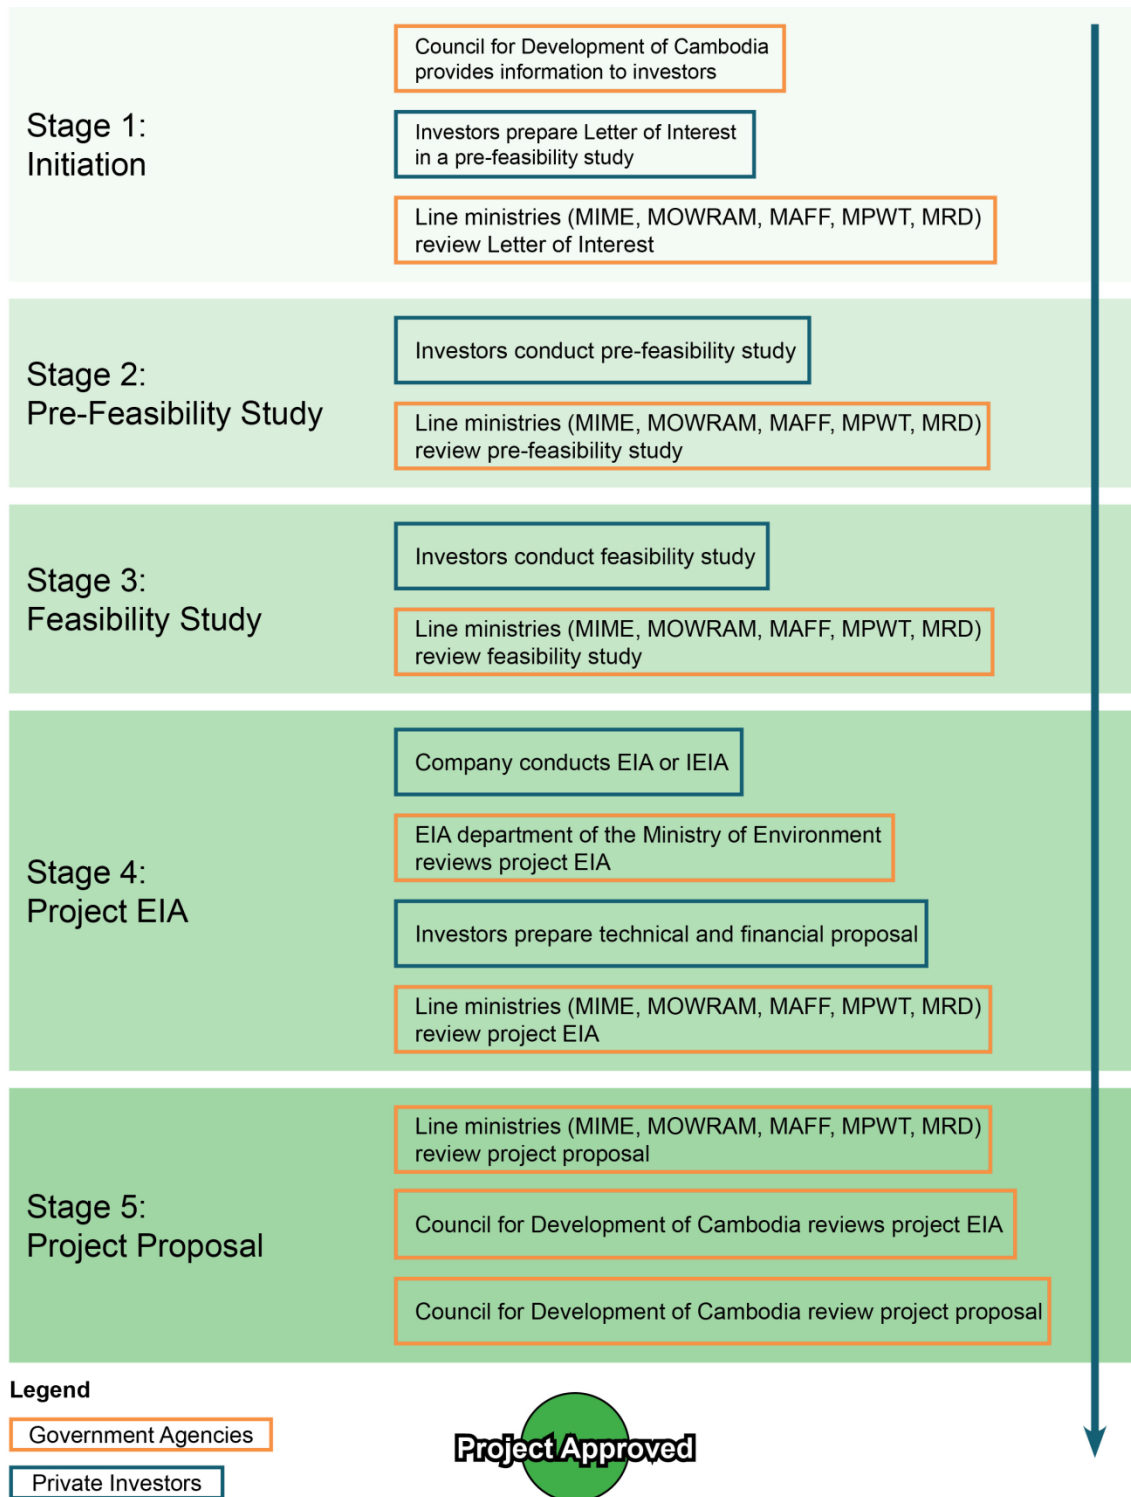 Stage 1:
Initiation
Council for Development of Cambodia
provides information to investors
Investors prepare Letter of Interest
in a pre-feasibility study
Line ministries (MIME, MOWRAM, MAFF, MPWT, MRD)
review Letter of Interest
Stage 2:
Pre-Feasibility Study
Investors conduct pre-feasibility study
Line ministries (MIME, MOWRAM, MAFF, MPWT, MRD)
review pre-feasibility study
Stage 3:
Feasibility Study
Investors conduct feasibility study
Line ministries (MIME, MOWRAM, MAFF, MPWT, MRD)
review feasibility study
Stage 4:
Project EIA
Company conducts EIA or IEIA
EIA department of the Ministry of Environment
reviews project EIA
Investors prepare technical and financial proposal
Line ministries (MIME, MOWRAM, MAFF, MPWT, MRD)
review project EIA
Stage 5:
Project Proposal
Line ministries (MIME, MOWRAM, MAFF, MPWT, MRD)
review project proposal
Council for Development of Cambodia reviews project EIA
Council for Development of Cambodia review project proposal
Legend
Government Agencies
Private Investors
Project Approved